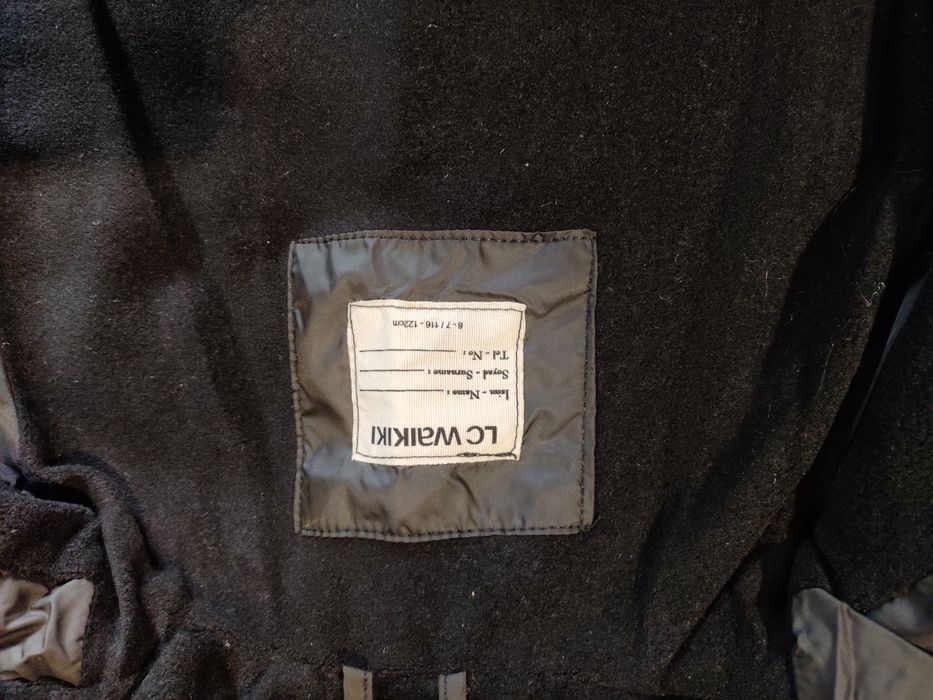 LC WAIKIKI
İsim - Name :
Soyad - Surname :
Tel - No :
6 - 7 / 116 - 122cm